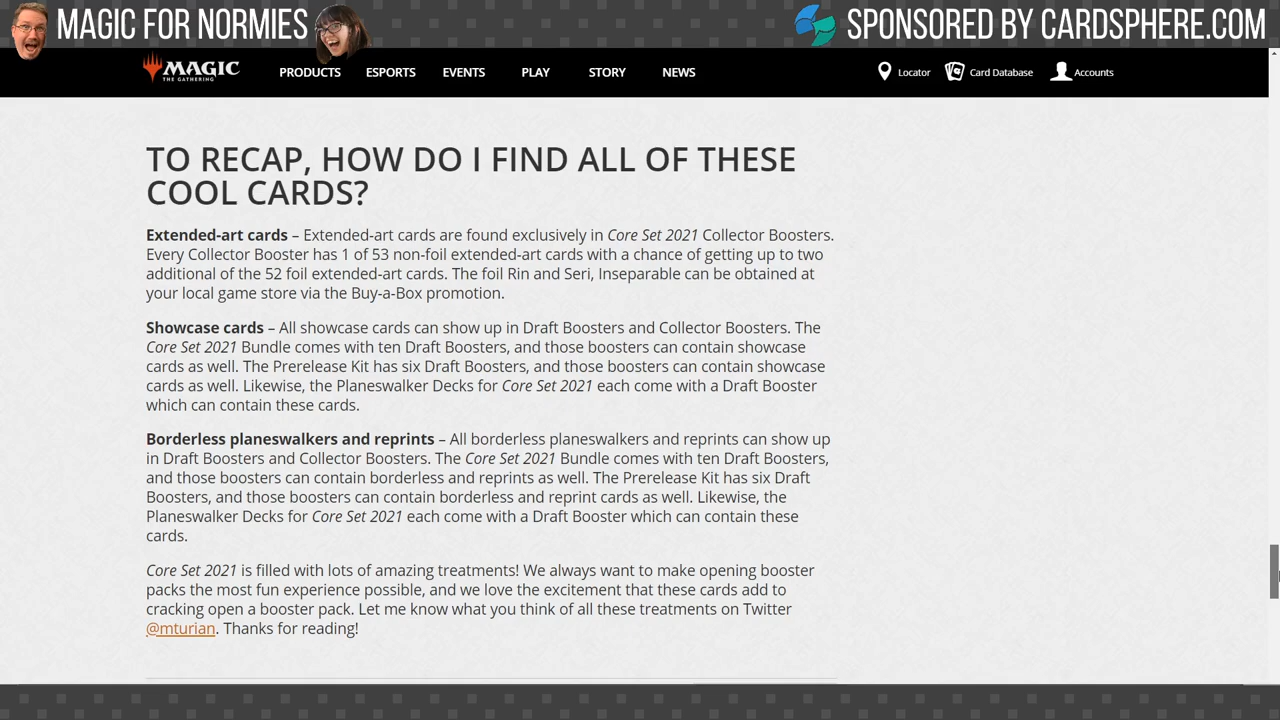 MAGIC FOR NORMIES
SPONSORED BY CARDSPHERE.COM
MAGIC
THE GATHERING
PRODUCTS ESPORTS EVENTS PLAY STORY NEWS
Locator Card Database Accounts
TO RECAP, HOW DO I FIND ALL OF THESE
COOL CARDS?
Extended-art cards – Extended-art cards are found exclusively in Core Set 2021 Collector Boosters.
Every Collector Booster has 1 of 53 non-foil extended-art cards with a chance of getting up to two
additional of the 52 foil extended-art cards. The foil Rin and Seri, Inseparable can be obtained at
your local game store via the Buy-a-Box promotion.
Showcase cards – All showcase cards can show up in Draft Boosters and Collector Boosters. The
Core Set 2021 Bundle comes with ten Draft Boosters, and those boosters can contain showcase
cards as well. The Prerelease Kit has six Draft Boosters, and those boosters can contain showcase
cards as well. Likewise, the Planeswalker Decks for Core Set 2021 each come with a Draft Booster
which can contain these cards.
Borderless planeswalkers and reprints – All borderless planeswalkers and reprints can show up
in Draft Boosters and Collector Boosters. The Core Set 2021 Bundle comes with ten Draft Boosters,
and those boosters can contain borderless and reprints as well. The Prerelease Kit has six Draft
Boosters, and those boosters can contain borderless and reprint cards as well. Likewise, the
Planeswalker Decks for Core Set 2021 each come with a Draft Booster which can contain these
cards.
Core Set 2021 is filled with lots of amazing treatments! We always want to make opening booster
packs the most fun experience possible, and we love the excitement that these cards add to
cracking open a booster pack. Let me know what you think of all these treatments on Twitter
@mturian. Thanks for reading!